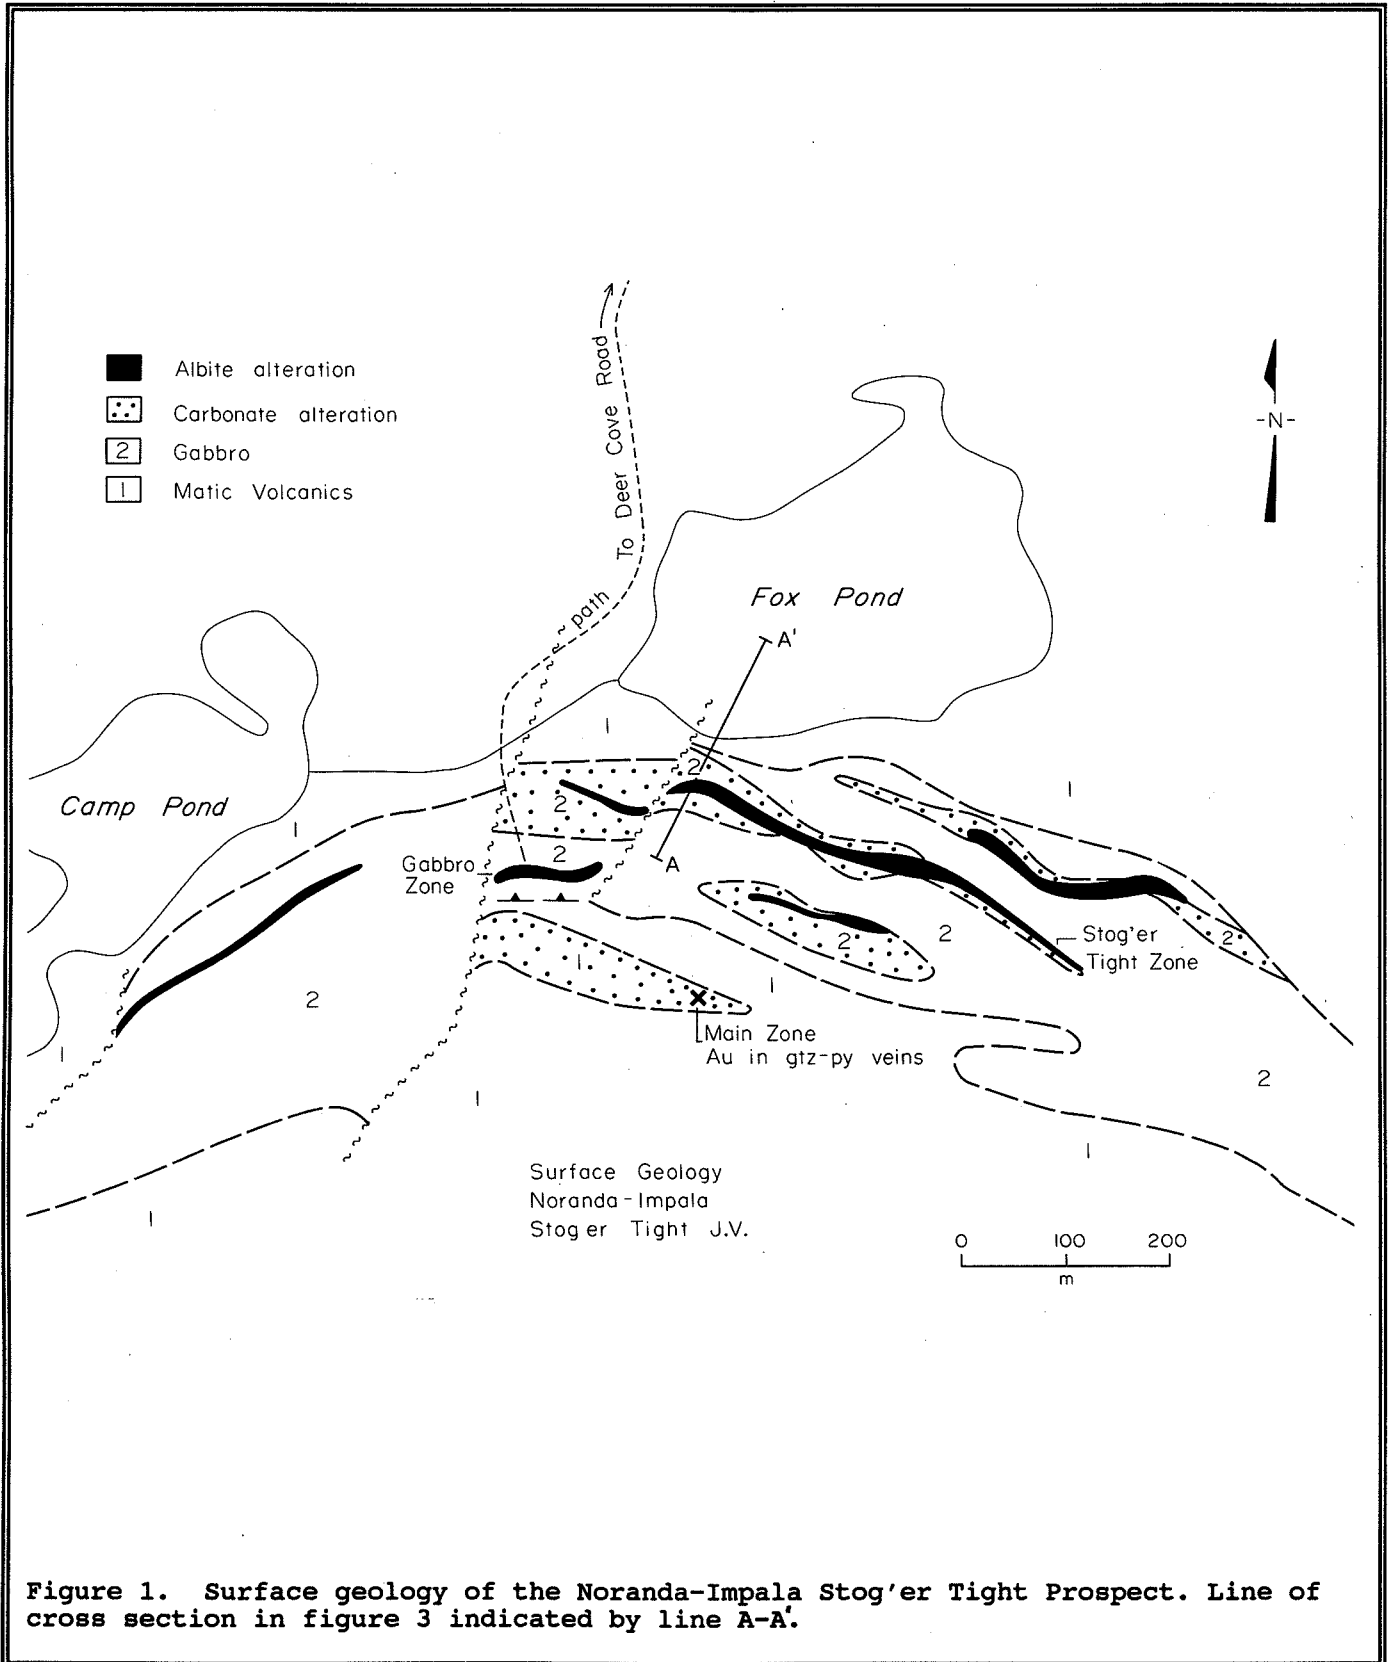 Albite alteration
Carbonate alteration
2 Gabbro
1 Matic Volcanics
To Deer Cove Road
path
-N-
Fox Pond
A'
Camp Pond
1
1
1
2
2
2
Gabbro
Zone
A
2
2
2
Stog'er
Tight Zone
1
1
2
Main Zone
Au in gtz-py veins
1
2
1
1
1
Surface Geology
Noranda-Impala
Stog er Tight J.V.
0 100 200
m
Figure 1. Surface geology of the Noranda-Impala Stog'er Tight Prospect. Line of
cross section in figure 3 indicated by line A-A'.